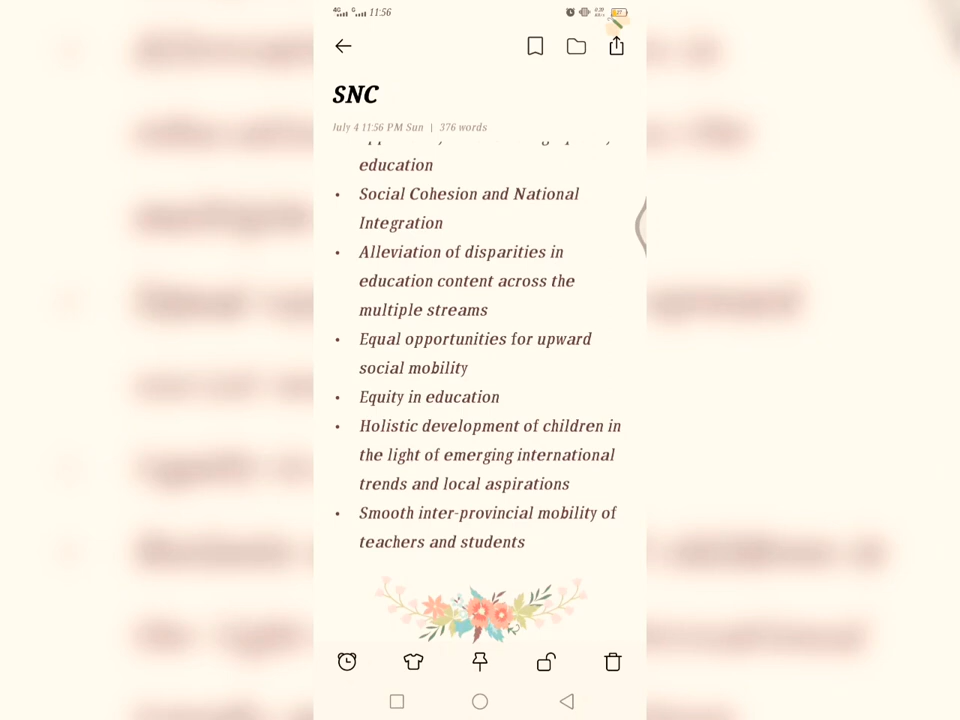 4G G 11:56
SNC
July 4 11:56 PM Sun | 376 words
education
• Social Cohesion and National
Integration
• Alleviation of disparities in
education content across the
multiple streams
• Equal opportunities for upward
social mobility
• Equity in education
• Holistic development of children in
the light of emerging international
trends and local aspirations
• Smooth inter-provincial mobility of
teachers and students